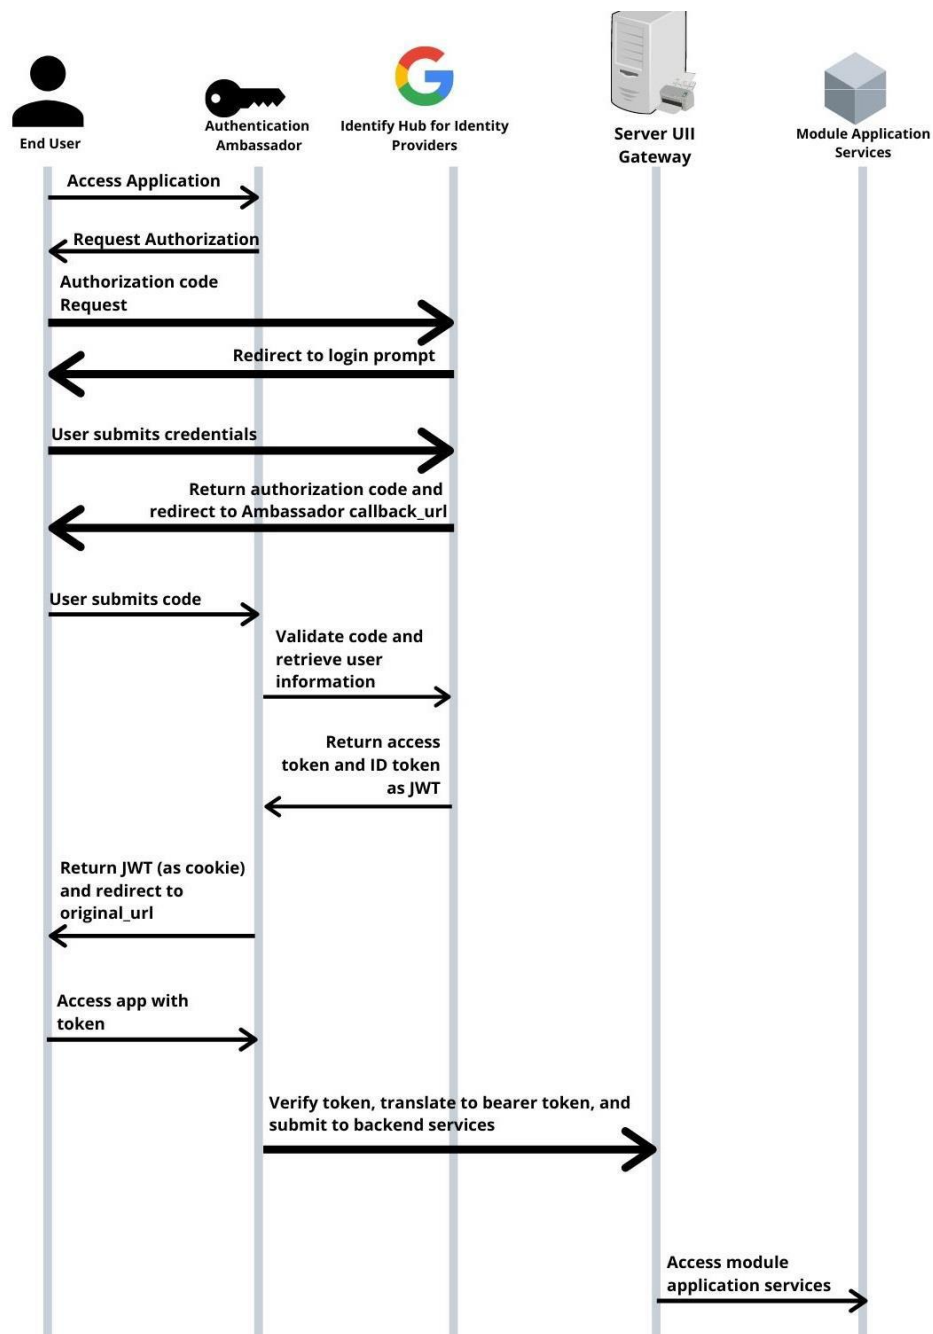 End User
Authentication
Ambassador
Identify Hub for Identity
Providers
Server UII
Gateway
Module Application
Services
Access Application
Request Authorization
Authorization code
Request
Redirect to login prompt
User submits credentials
Return authorization code and
redirect to Ambassador callback_url
User submits code
Validate code and
retrieve user
information
Return access
token and ID token
as JWT
Return JWT (as cookie)
and redirect to
original_url
Access app with
token
Verify token, translate to bearer token, and
submit to backend services
Access module
application services